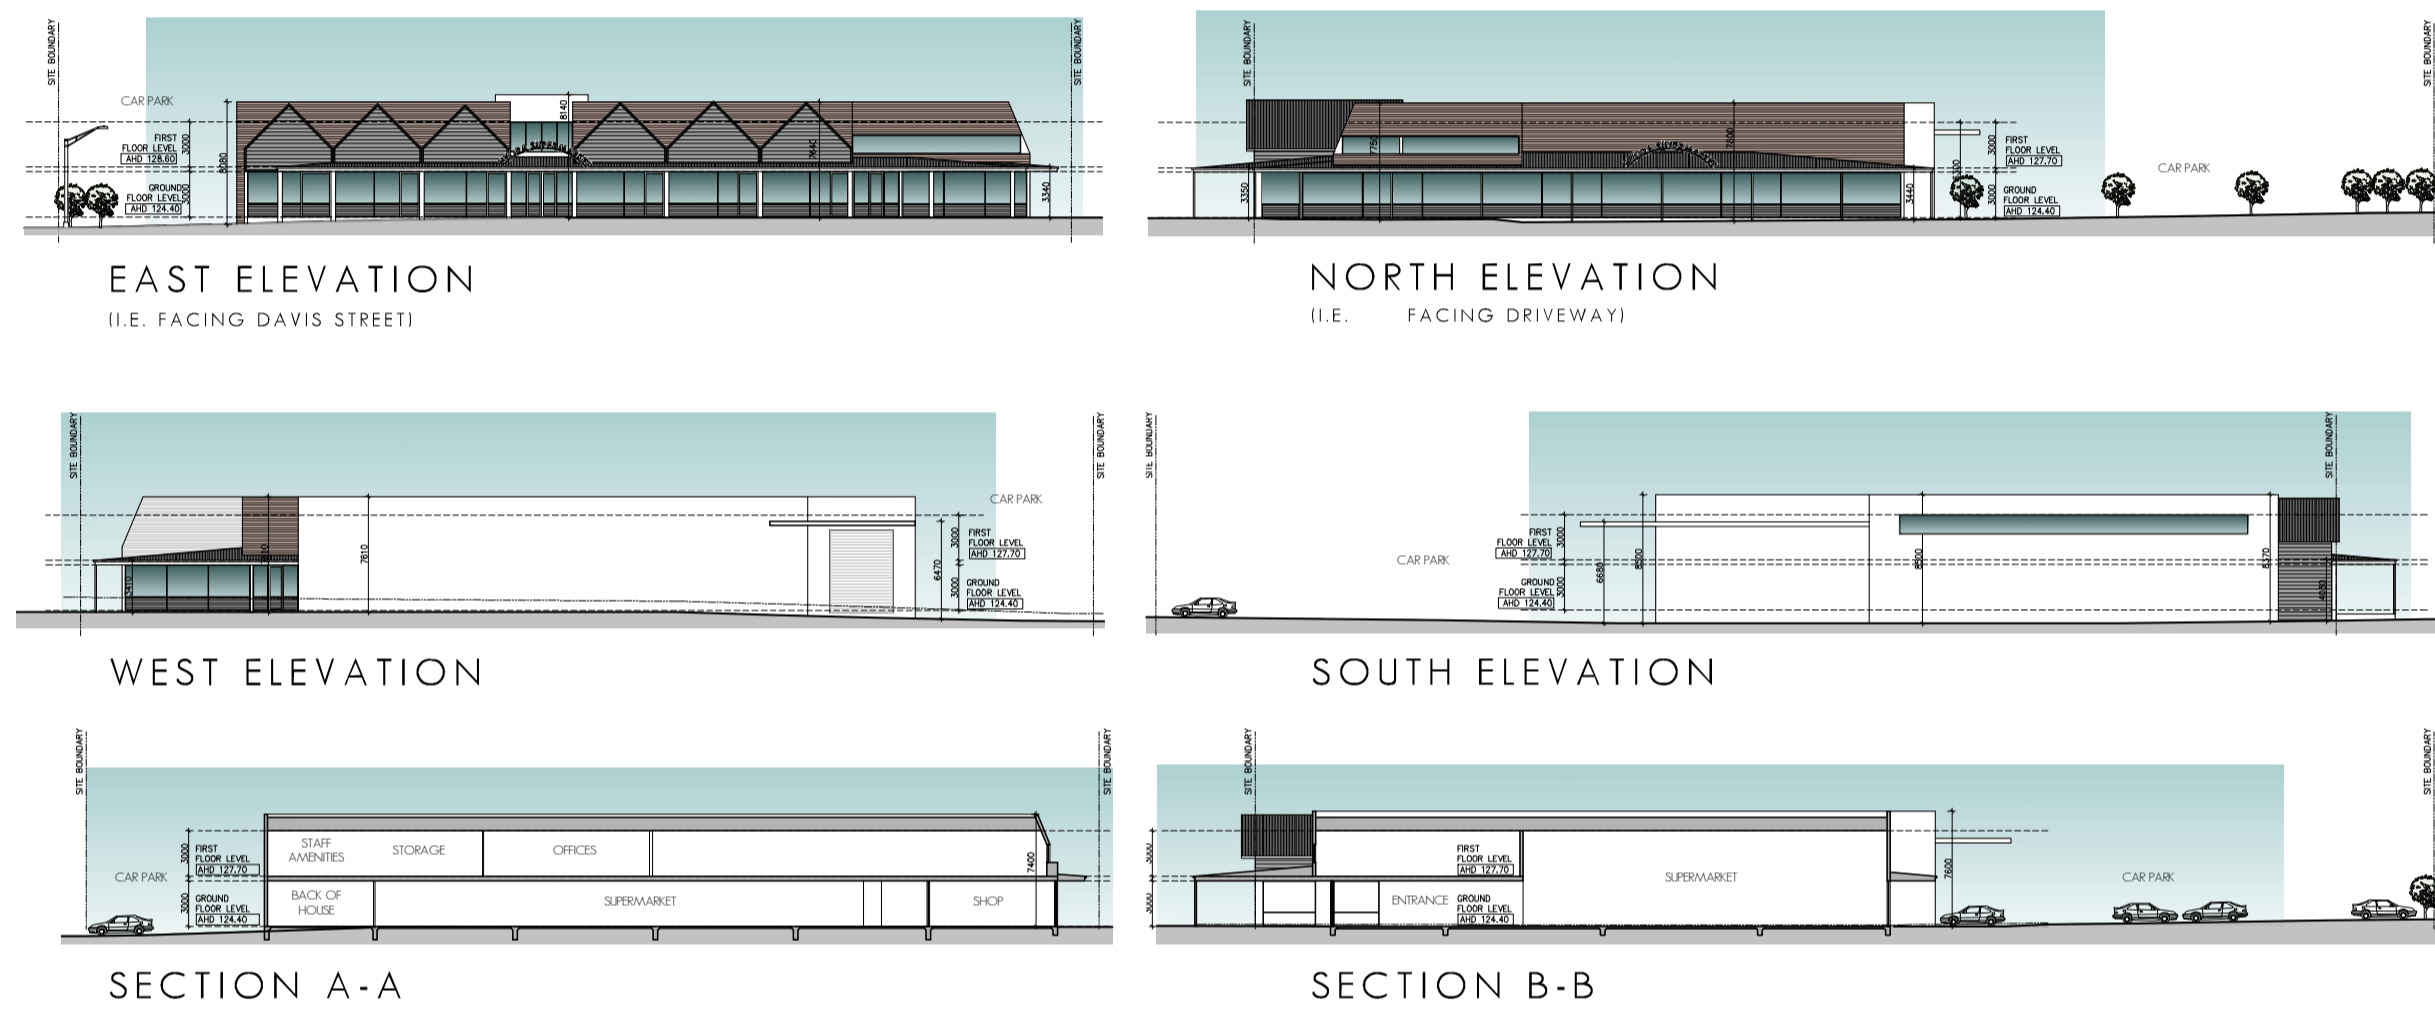 SITE BOUNDARY
SITE BOUNDARY
CAR PARK
3000
FIRST
FLOOR LEVEL
AHD 128.60
GROUND
FLOOR LEVEL
AHD 124.40
3000
8080
8140
7640
3340
EAST ELEVATION
(I.E. FACING DAVIS STREET)
SITE BOUNDARY
SITE BOUNDARY
3350
7750
7800
3440
3000
FIRST
FLOOR LEVEL
AHD 127.70
3000
GROUND
FLOOR LEVEL
AHD 124.40
CAR PARK
NORTH ELEVATION
(I.E. FACING DRIVEWAY)
SITE BOUNDARY
SITE BOUNDARY
3410
7610
CAR PARK
6470
3000
FIRST
FLOOR LEVEL
AHD 127.70
3000
GROUND
FLOOR LEVEL
AHD 124.40
WEST ELEVATION
SITE BOUNDARY
SITE BOUNDARY
CAR PARK
FIRST
FLOOR LEVEL
AHD 127.70
3000
GROUND
FLOOR LEVEL
AHD 124.40
3000
6680
8500
8500
8370
SOUTH ELEVATION
SITE BOUNDARY
SITE BOUNDARY
CAR PARK
3000
FIRST
FLOOR LEVEL
AHD 127.70
3000
GROUND
FLOOR LEVEL
AHD 124.40
STAFF
AMENITIES
STORAGE
OFFICES
7400
BACK OF
HOUSE
SUPERMARKET
SHOP
SECTION A-A
SITE BOUNDARY
SITE BOUNDARY
3000
3000
FIRST
FLOOR LEVEL
AHD 127.70
ENTRANCE
GROUND
FLOOR LEVEL
AHD 124.40
SUPERMARKET
7600
CAR PARK
SECTION B-B